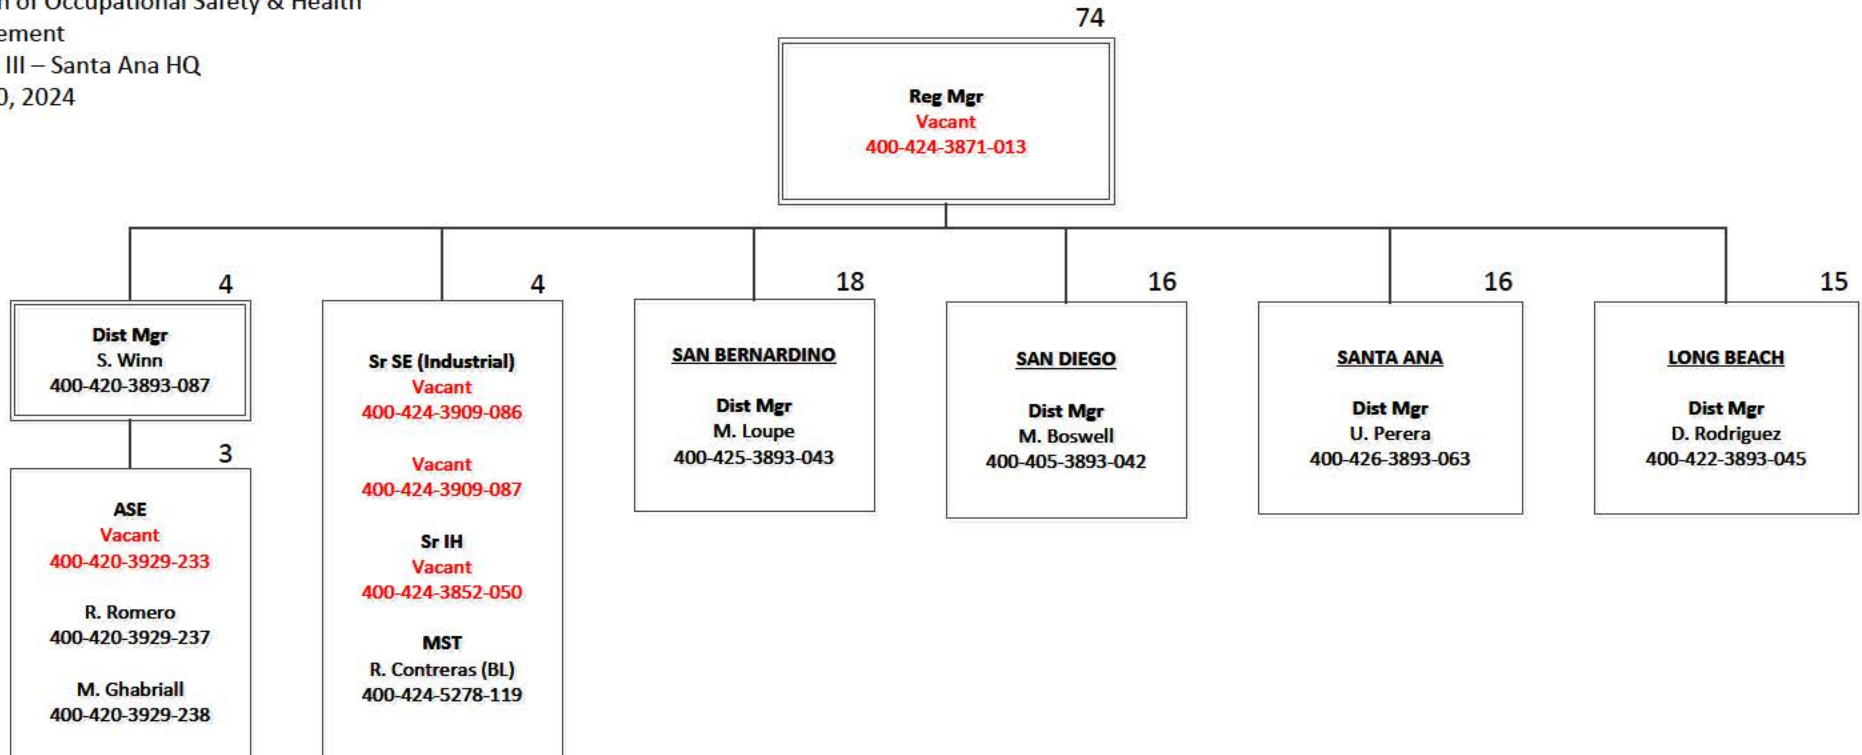 of Occupational Safety & Health
III – Santa Ana HQ
2024
74
Reg Mgr
Vacant
400-424-3871-013
4
Dist Mgr
S. Winn
400-420-3893-087
3
ASE
Vacant
400-420-3929-233
R. Romero
400-420-3929-237
M. Ghabriall
400-420-3929-238
4
Sr SE (Industrial)
Vacant
400-424-3909-086
Vacant
400-424-3909-087
Sr IH
Vacant
400-424-3852-050
MST
R. Contreras (BL)
400-424-5278-119
18
SAN BERNARDINO
Dist Mgr
M. Loupe
400-425-3893-043
16
SAN DIEGO
Dist Mgr
M. Boswell
400-405-3893-042
16
SANTA ANA
Dist Mgr
U. Perera
400-426-3893-063
15
LONG BEACH
Dist Mgr
D. Rodriguez
400-422-3893-045